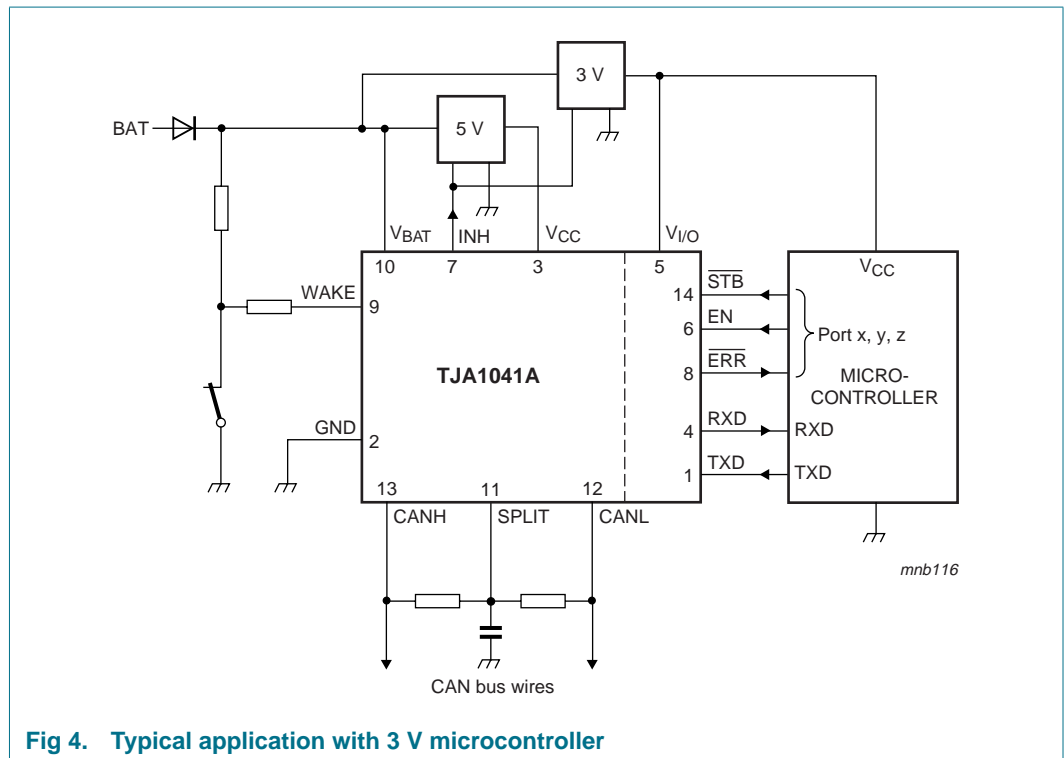 3 V
BAT
5 V
VBAT
INH
VCC
VI/O
10
7
3
5
VCC
WAKE
9
14
STB
6
EN
Port x, y, z
8
ERR
TJA1041A
MICRO-
CONTROLLER
GND
2
4
RXD
RXD
1
TXD
TXD
13
11
12
CANH
SPLIT
CANL
mnb116
CAN bus wires
Fig 4. Typical application with 3 V microcontroller